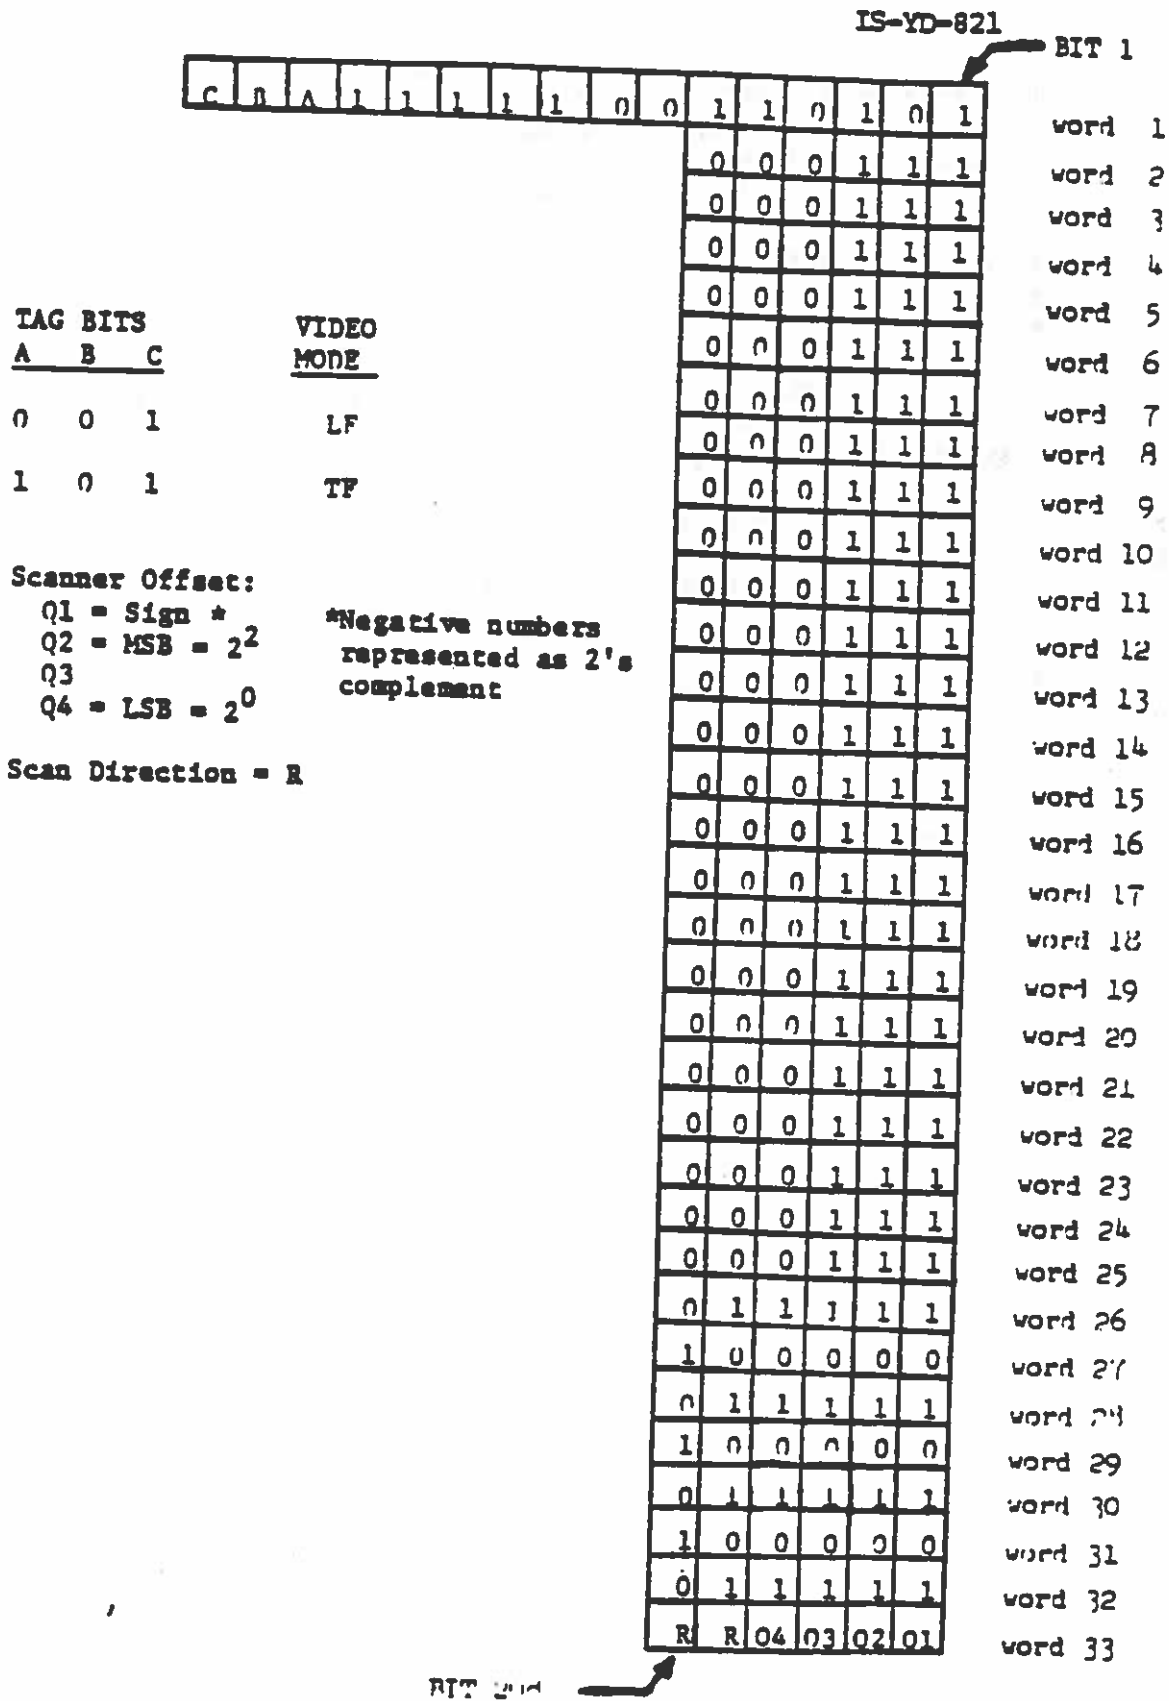 IS-YD-821
BIT 1
C B A 1 1 1 1 1 0 0 1 1 0 1 0 1 word 1
0 0 0 1 1 1 word 2
0 0 0 1 1 1 word 3
0 0 0 1 1 1 word 4
0 0 0 1 1 1 word 5
0 0 0 1 1 1 word 6
0 0 0 1 1 1 word 7
0 0 0 1 1 1 word 8
0 0 0 1 1 1 word 9
0 0 0 1 1 1 word 10
0 0 0 1 1 1 word 11
0 0 0 1 1 1 word 12
0 0 0 1 1 1 word 13
0 0 0 1 1 1 word 14
0 0 0 1 1 1 word 15
0 0 0 1 1 1 word 16
0 0 0 1 1 1 word 17
0 0 0 1 1 1 word 18
0 0 0 1 1 1 word 19
0 0 0 1 1 1 word 20
0 0 0 1 1 1 word 21
0 0 0 1 1 1 word 22
0 0 0 1 1 1 word 23
0 0 0 1 1 1 word 24
0 0 0 1 1 1 word 25
0 1 1 1 1 1 word 26
1 0 0 0 0 0 word 27
0 1 1 1 1 1 word 28
1 0 0 0 0 0 word 29
0 1 1 1 1 1 word 30
1 0 0 0 0 0 word 31
0 1 1 1 1 1 word 32
R R Q4 Q3 Q2 Q1 word 33
BIT
TAG BITS VIDEO
A B C MODE
0 0 1 LF
1 0 1 TF
Scanner Offset:
Q1 = Sign *
Q2 = MSB = 2²
Q3
Q4 = LSB = 2⁰
*Negative numbers
represented as 2's
complement
Scan Direction = R